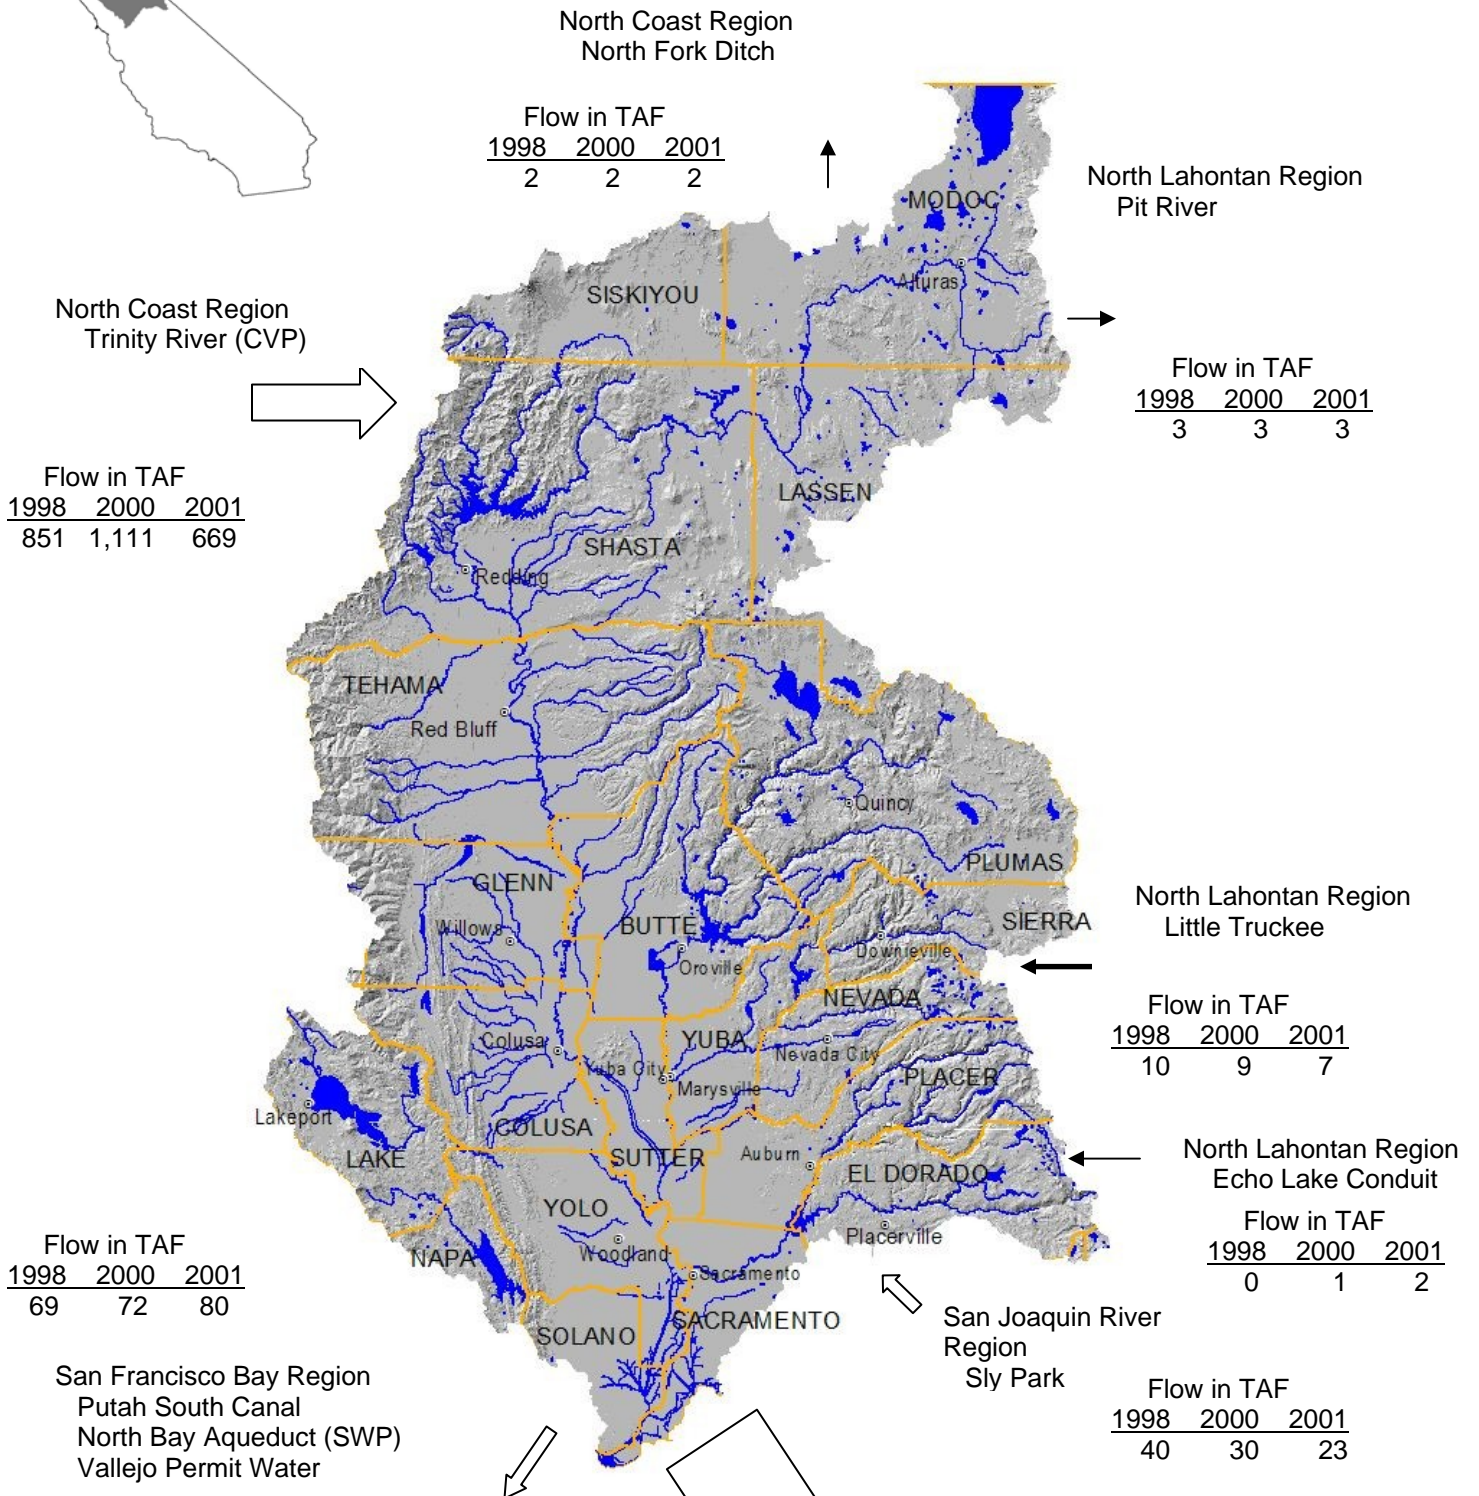 North Coast Region
North Fork Ditch
Flow in TAF
1998 2000 2001
2 2 2
North Lahontan Region
Pit River
Flow in TAF
1998 2000 2001
3 3 3
North Coast Region
Trinity River (CVP)
Flow in TAF
1998 2000 2001
851 1,111 669
MODOC
Alturas
SISKIYOU
LASSEN
SHASTA
Redding
TEHAMA
Red Bluff
Quincy
PLUMAS
GLENN
Willows
BUTTE
Oroville
SIERRA
Downieville
NEVADA
Nevada City
Colusa
YUBA
Yuba City
Marysville
PLACER
Lakeport
LAKE
COLUSA
SUTTER
Auburn
EL DORADO
Placerville
YOLO
Woodland
NAPA
Sacramento
SOLANO
SACRAMENTO
North Lahontan Region
Little Truckee
Flow in TAF
1998 2000 2001
10 9 7
North Lahontan Region
Echo Lake Conduit
Flow in TAF
1998 2000 2001
0 1 2
San Joaquin River
Region
Sly Park
Flow in TAF
1998 2000 2001
40 30 23
Flow in TAF
1998 2000 2001
69 72 80
San Francisco Bay Region
Putah South Canal
North Bay Aqueduct (SWP)
Vallejo Permit Water